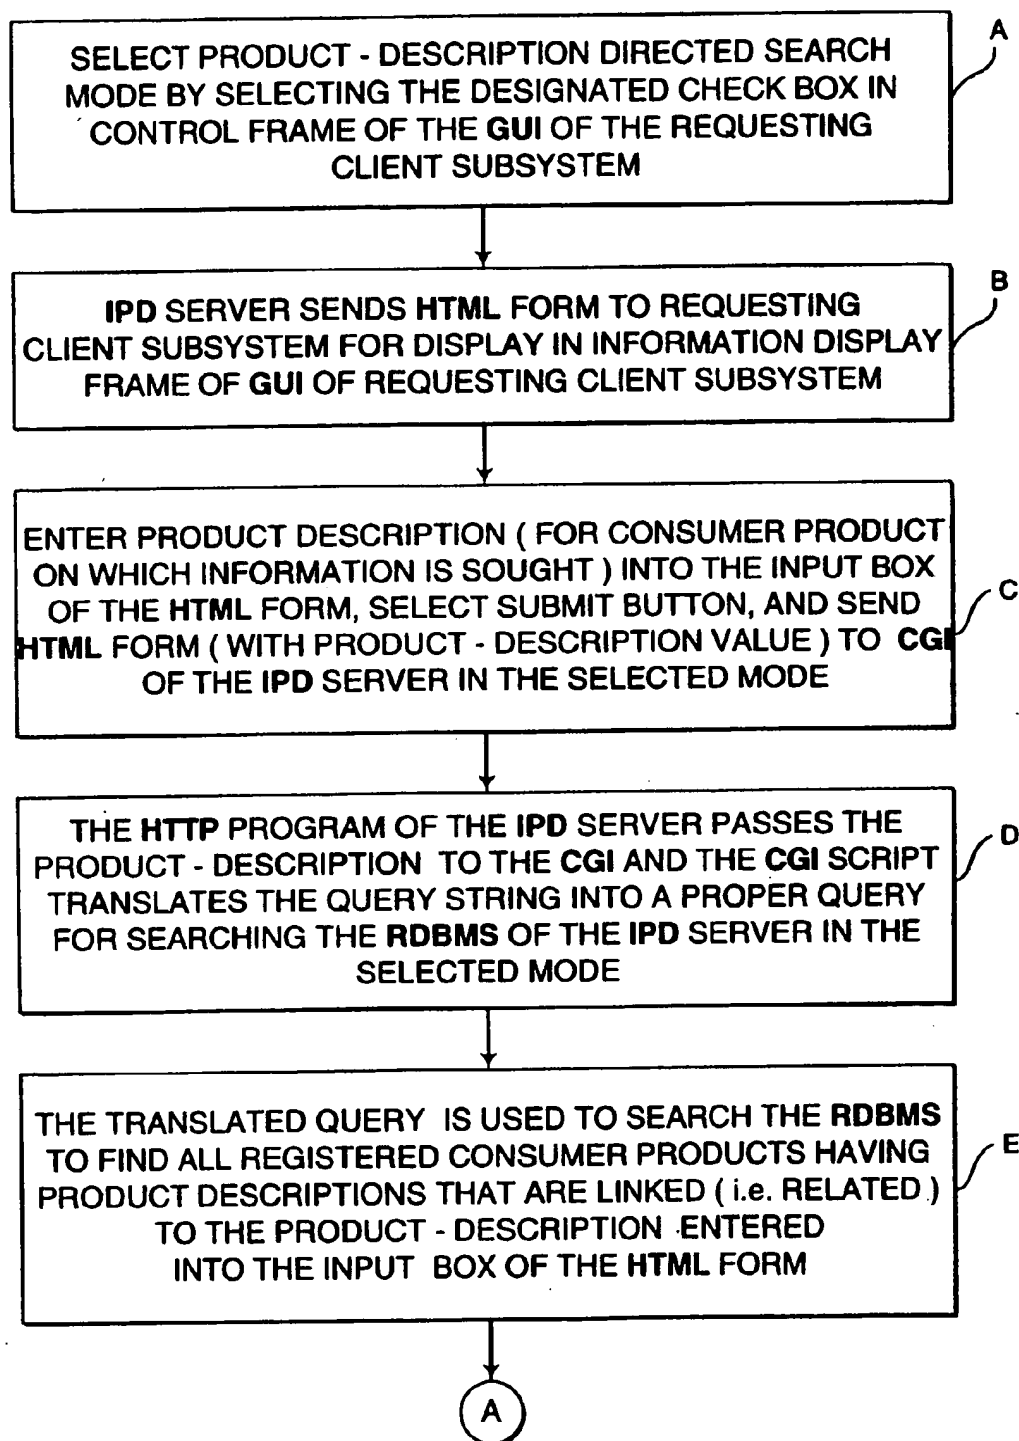 SELECT PRODUCT - DESCRIPTION DIRECTED SEARCH
MODE BY SELECTING THE DESIGNATED CHECK BOX IN
CONTROL FRAME OF THE GUI OF THE REQUESTING
CLIENT SUBSYSTEM
A
IPD SERVER SENDS HTML FORM TO REQUESTING
CLIENT SUBSYSTEM FOR DISPLAY IN INFORMATION DISPLAY
FRAME OF GUI OF REQUESTING CLIENT SUBSYSTEM
B
ENTER PRODUCT DESCRIPTION ( FOR CONSUMER PRODUCT
ON WHICH INFORMATION IS SOUGHT ) INTO THE INPUT BOX
OF THE HTML FORM, SELECT SUBMIT BUTTON, AND SEND
HTML FORM ( WITH PRODUCT - DESCRIPTION VALUE ) TO CGI
OF THE IPD SERVER IN THE SELECTED MODE
C
THE HTTP PROGRAM OF THE IPD SERVER PASSES THE
PRODUCT - DESCRIPTION TO THE CGI AND THE CGI SCRIPT
TRANSLATES THE QUERY STRING INTO A PROPER QUERY
FOR SEARCHING THE RDBMS OF THE IPD SERVER IN THE
SELECTED MODE
D
THE TRANSLATED QUERY IS USED TO SEARCH THE RDBMS
TO FIND ALL REGISTERED CONSUMER PRODUCTS HAVING
PRODUCT DESCRIPTIONS THAT ARE LINKED ( i.e. RELATED )
TO THE PRODUCT - DESCRIPTION ENTERED
INTO THE INPUT BOX OF THE HTML FORM
E
A